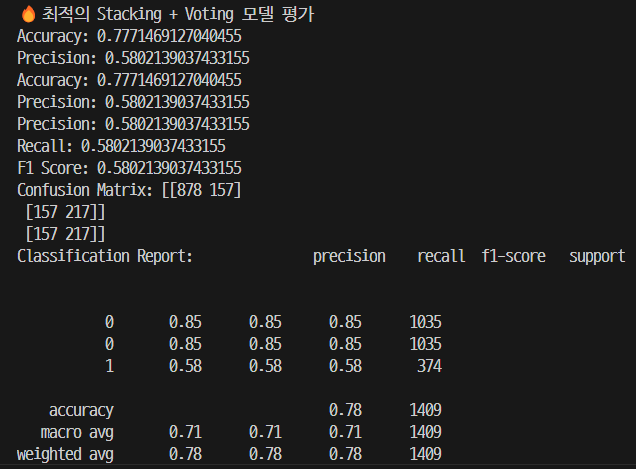 🔥 최적의 Stacking + Voting 모델 평가
Accuracy: 0.7771469127040455
Precision: 0.5802139037433155
Accuracy: 0.7771469127040455
Precision: 0.5802139037433155
Precision: 0.5802139037433155
Recall: 0.5802139037433155
F1 Score: 0.5802139037433155
Confusion Matrix: [[878 157]
 [157 217]]
 [157 217]]
Classification Report:               precision    recall  f1-score   support

           0       0.85      0.85      0.85      1035
           0       0.85      0.85      0.85      1035
           1       0.58      0.58      0.58       374

    accuracy                           0.78      1409
   macro avg       0.71      0.71      0.71      1409
weighted avg       0.78      0.78      0.78      1409